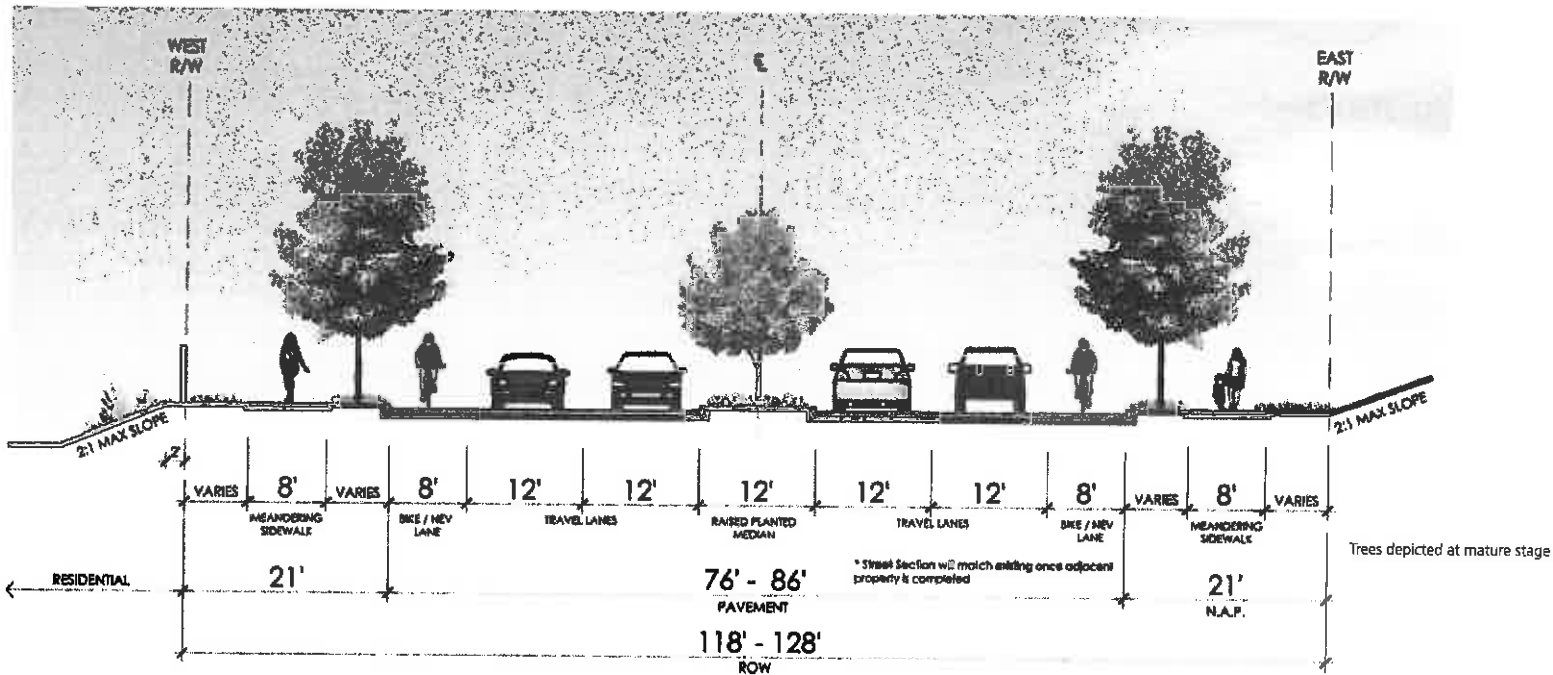 WEST
R/W
℄
EAST
R/W
2:1 MAX SLOPE
2'
2:1 MAX SLOPE
VARIES
8'
VARIES
8'
12'
12'
12'
12'
12'
8'
VARIES
8'
VARIES
MEANDERING
SIDEWALK
BIKE / NEV
LANE
TRAVEL LANES
RAISED PLANTED
MEDIAN
TRAVEL LANES
BIKE / NEV
LANE
MEANDERING
SIDEWALK
Trees depicted at mature stage
RESIDENTIAL
21'
76' - 86'
PAVEMENT
* Street Section will match existing once adjacent
property is completed
21'
N.A.P.
118' - 128'
ROW